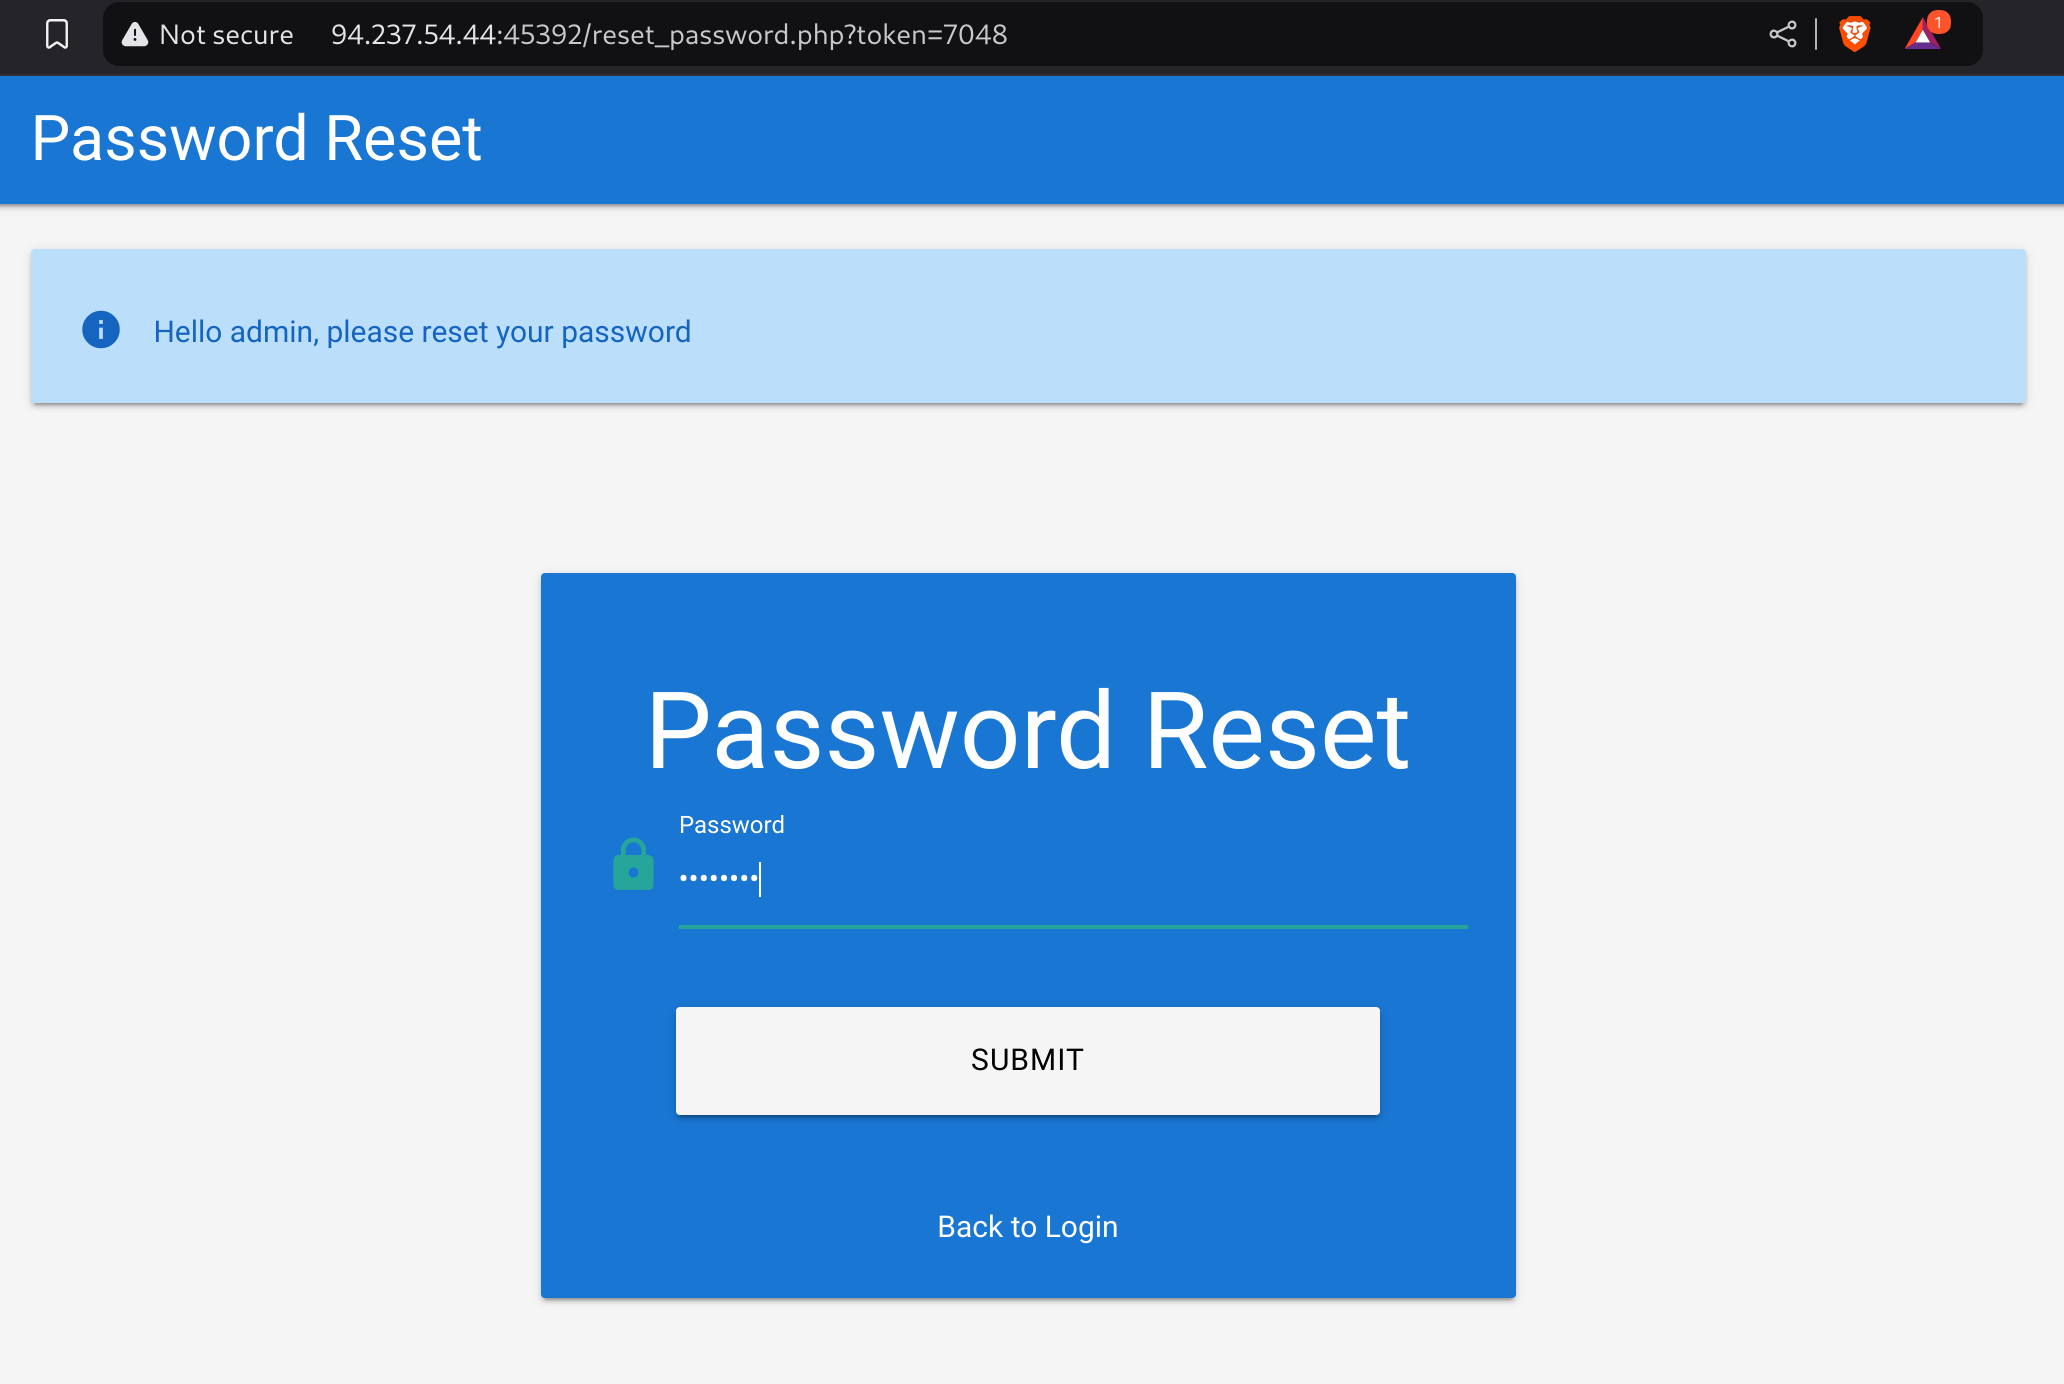 Not secure 94.237.54.44:45392/reset_password.php?token=7048
1
Password Reset
Hello admin, please reset your password
Password Reset
Password
••••••••
SUBMIT
Back to Login